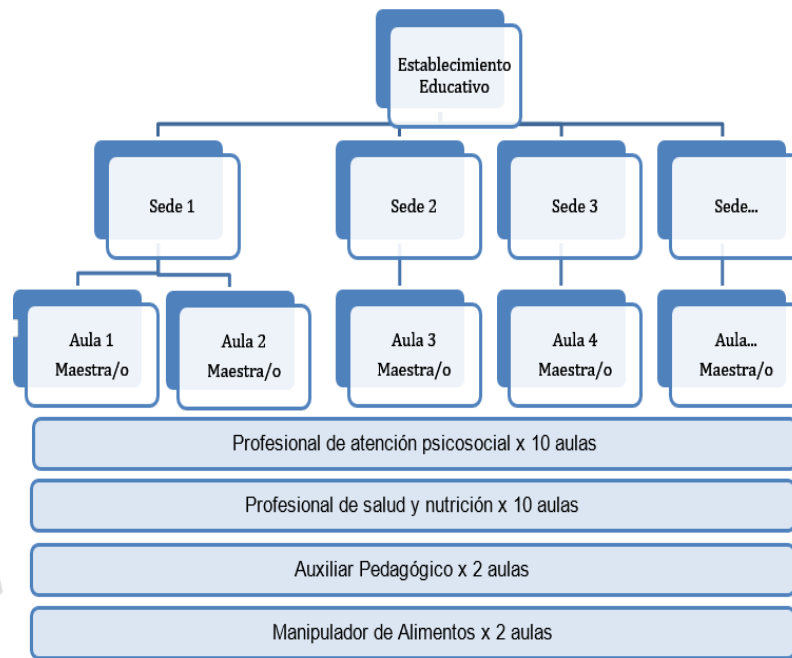 Establecimiento
Educativo
Sede 1
Sede 2
Sede 3
Sede...
Aula 1
Maestra/o
Aula 2
Maestra/o
Aula 3
Maestra/o
Aula 4
Maestra/o
Aula...
Maestra/o
Profesional de atención psicosocial x 10 aulas
Profesional de salud y nutrición x 10 aulas
Auxiliar Pedagógico x 2 aulas
Manipulador de Alimentos x 2 aulas